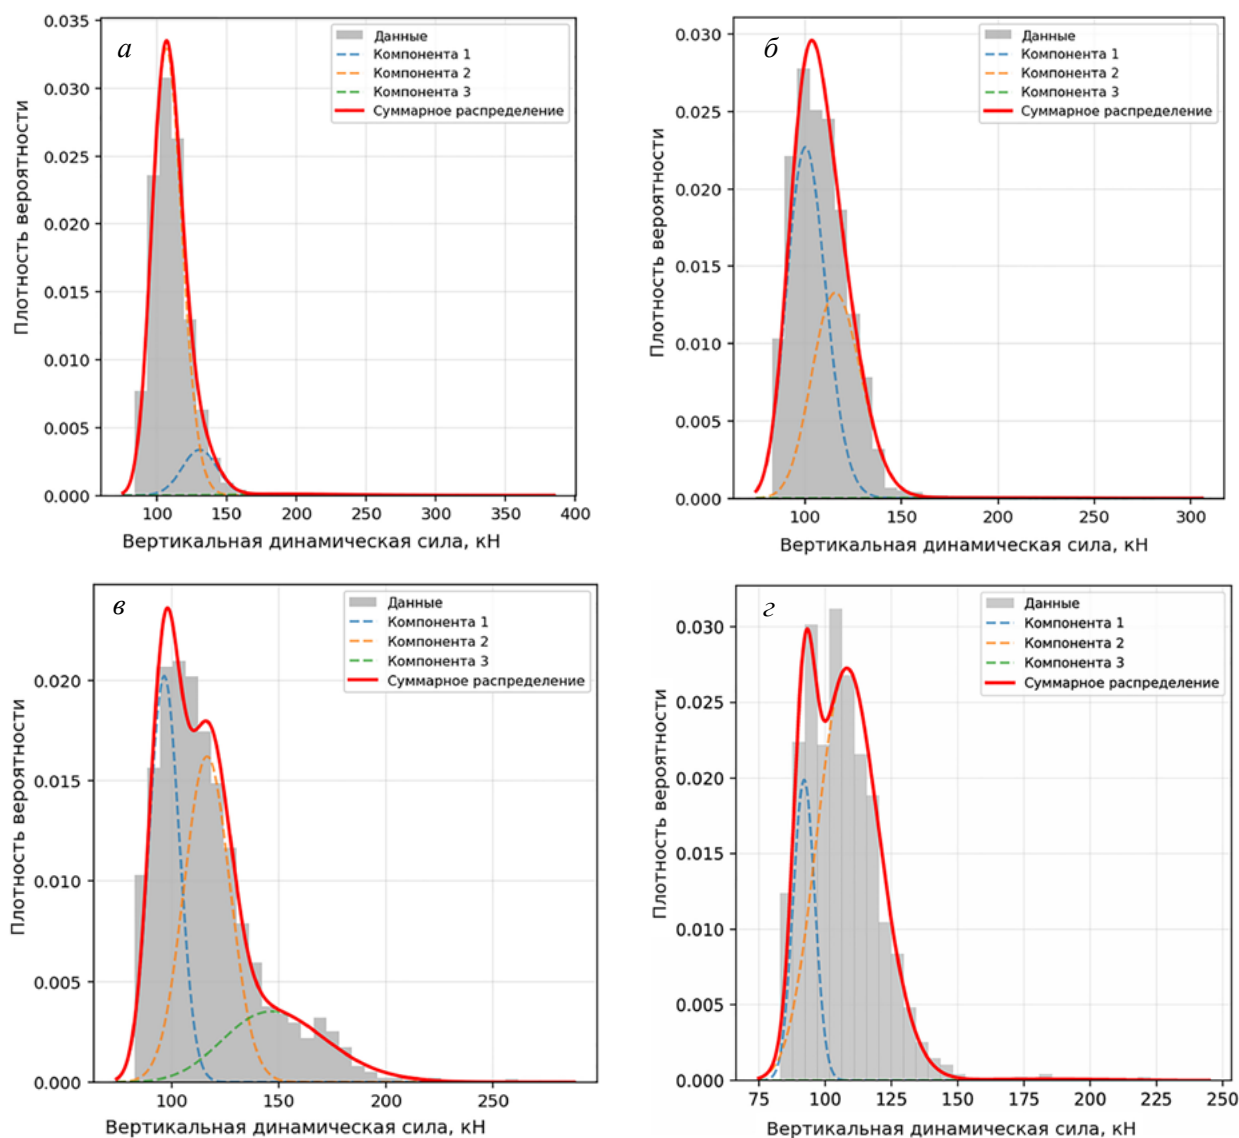 а
Данные
Компонента 1
Компонента 2
Компонента 3
Суммарное распределение
0.035
0.030
0.025
0.020
0.015
0.010
0.005
0.000
Плотность вероятности
100 150 200 250 300 350 400
Вертикальная динамическая сила, кН
б
Данные
Компонента 1
Компонента 2
Компонента 3
Суммарное распределение
0.030
0.025
0.020
0.015
0.010
0.005
0.000
Плотность вероятности
100 150 200 250 300
Вертикальная динамическая сила, кН
в
Данные
Компонента 1
Компонента 2
Компонента 3
Суммарное распределение
0.020
0.015
0.010
0.005
0.000
Плотность вероятности
100 150 200 250
Вертикальная динамическая сила, кН
г
Данные
Компонента 1
Компонента 2
Компонента 3
Суммарное распределение
0.030
0.025
0.020
0.015
0.010
0.005
0.000
Плотность вероятности
75 100 125 150 175 200 225 250
Вертикальная динамическая сила, кН